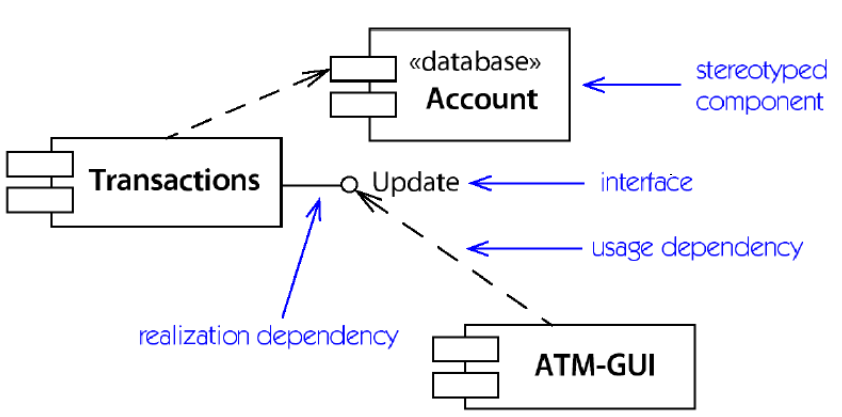 «database»
Account
stereotyped
component
Transactions
Update
interface
usage dependency
realization dependency
ATM-GUI